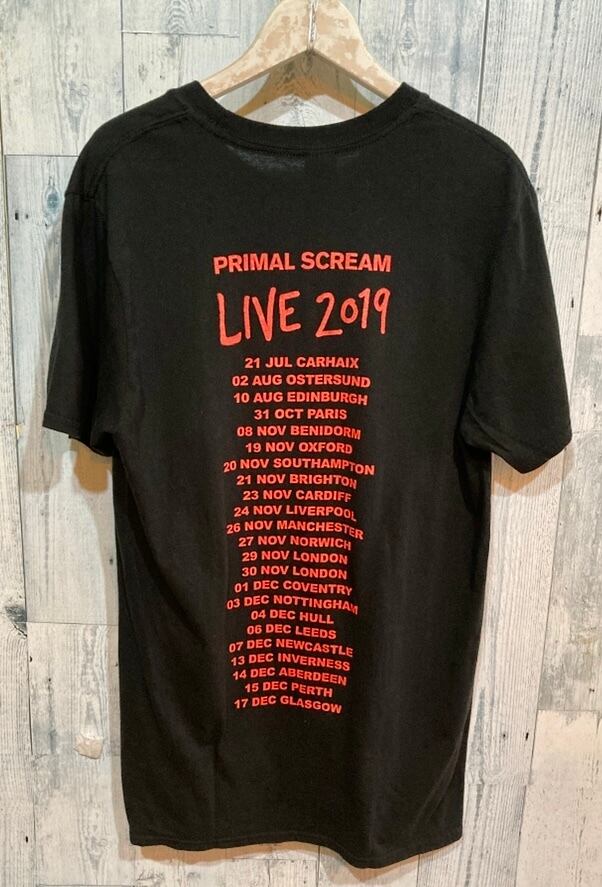 PRIMAL SCREAM
LIVE 2019
21 JUL CARHAIX
02 AUG OSTERSUND
10 AUG EDINBURGH
31 OCT PARIS
08 NOV BENIDORM
19 NOV OXFORD
20 NOV SOUTHAMPTON
21 NOV BRIGHTON
23 NOV CARDIFF
24 NOV LIVERPOOL
26 NOV MANCHESTER
27 NOV NORWICH
29 NOV LONDON
30 NOV LONDON
01 DEC COVENTRY
03 DEC NOTTINGHAM
04 DEC HULL
06 DEC LEEDS
07 DEC NEWCASTLE
13 DEC INVERNESS
14 DEC ABERDEEN
15 DEC PERTH
17 DEC GLASGOW